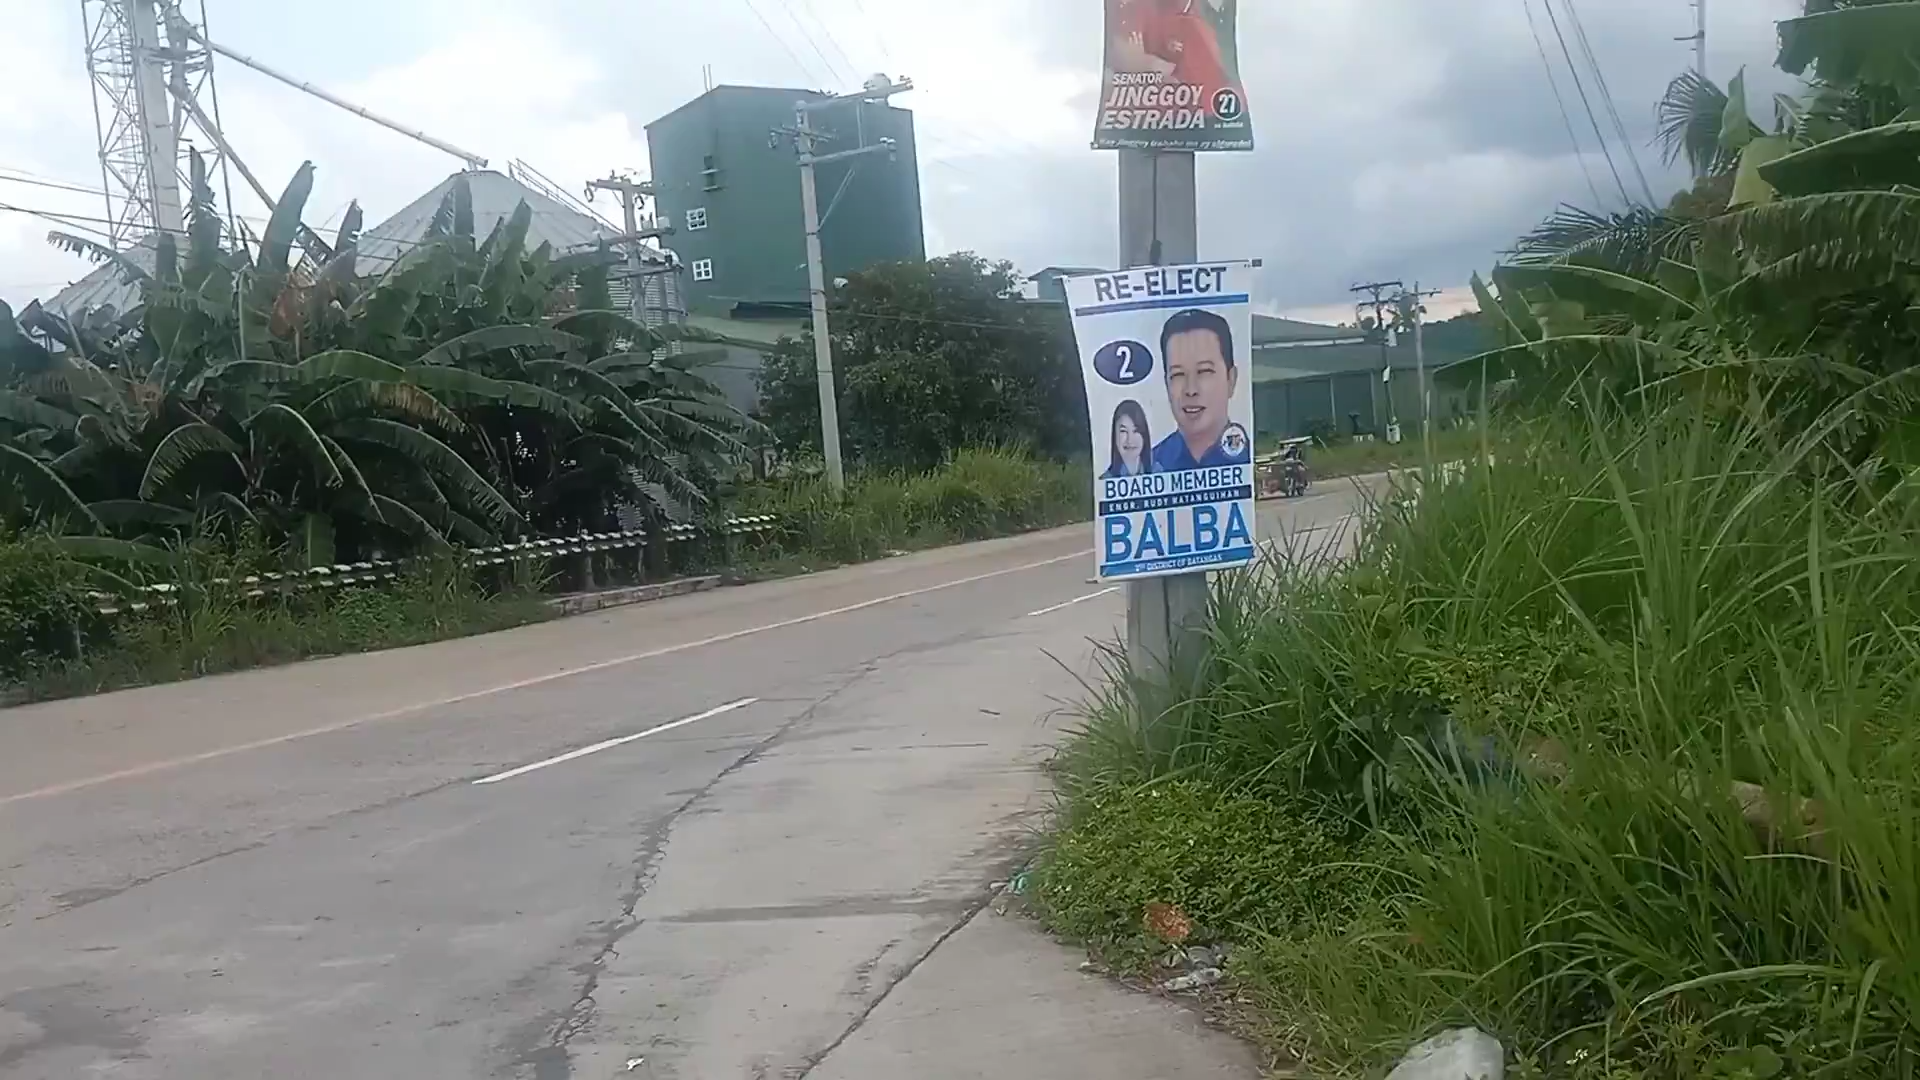 SENATOR
JINGGOY
ESTRADA
27
RE-ELECT
2
BOARD MEMBER
ENGR. RUDY MATANGUIHAN
BALBA
2ND DISTRICT OF BATANGAS